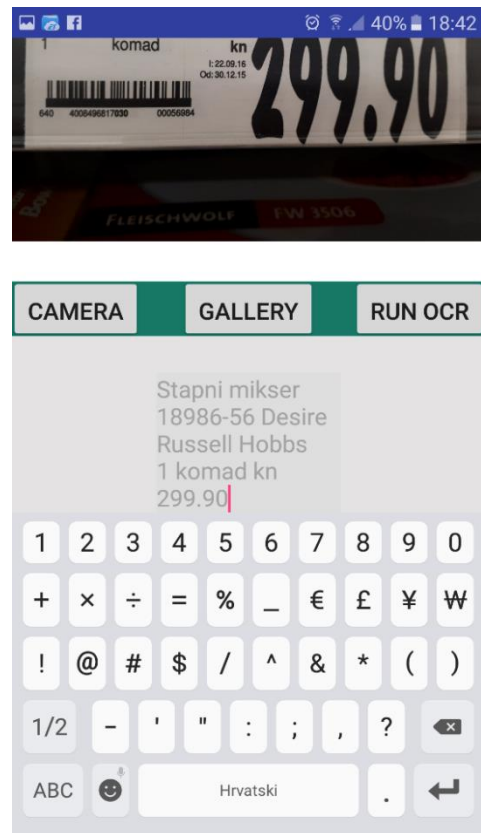 40% 18:42
1 komad kn
I: 22.09.16
Od: 30.12.15
299.90
640 4008496817030 00056984
Bo
FLEISCHWOLF FW 3506
CAMERA GALLERY RUN OCR
Stapni mikser
18986-56 Desire
Russell Hobbs
1 komad kn
299.90
1 2 3 4 5 6 7 8 9 0
+ × ÷ = % _ € £ ¥ ₩
! @ # $ / ^ & * ( )
1/2 - ' " : ; , ?
ABC Hrvatski .